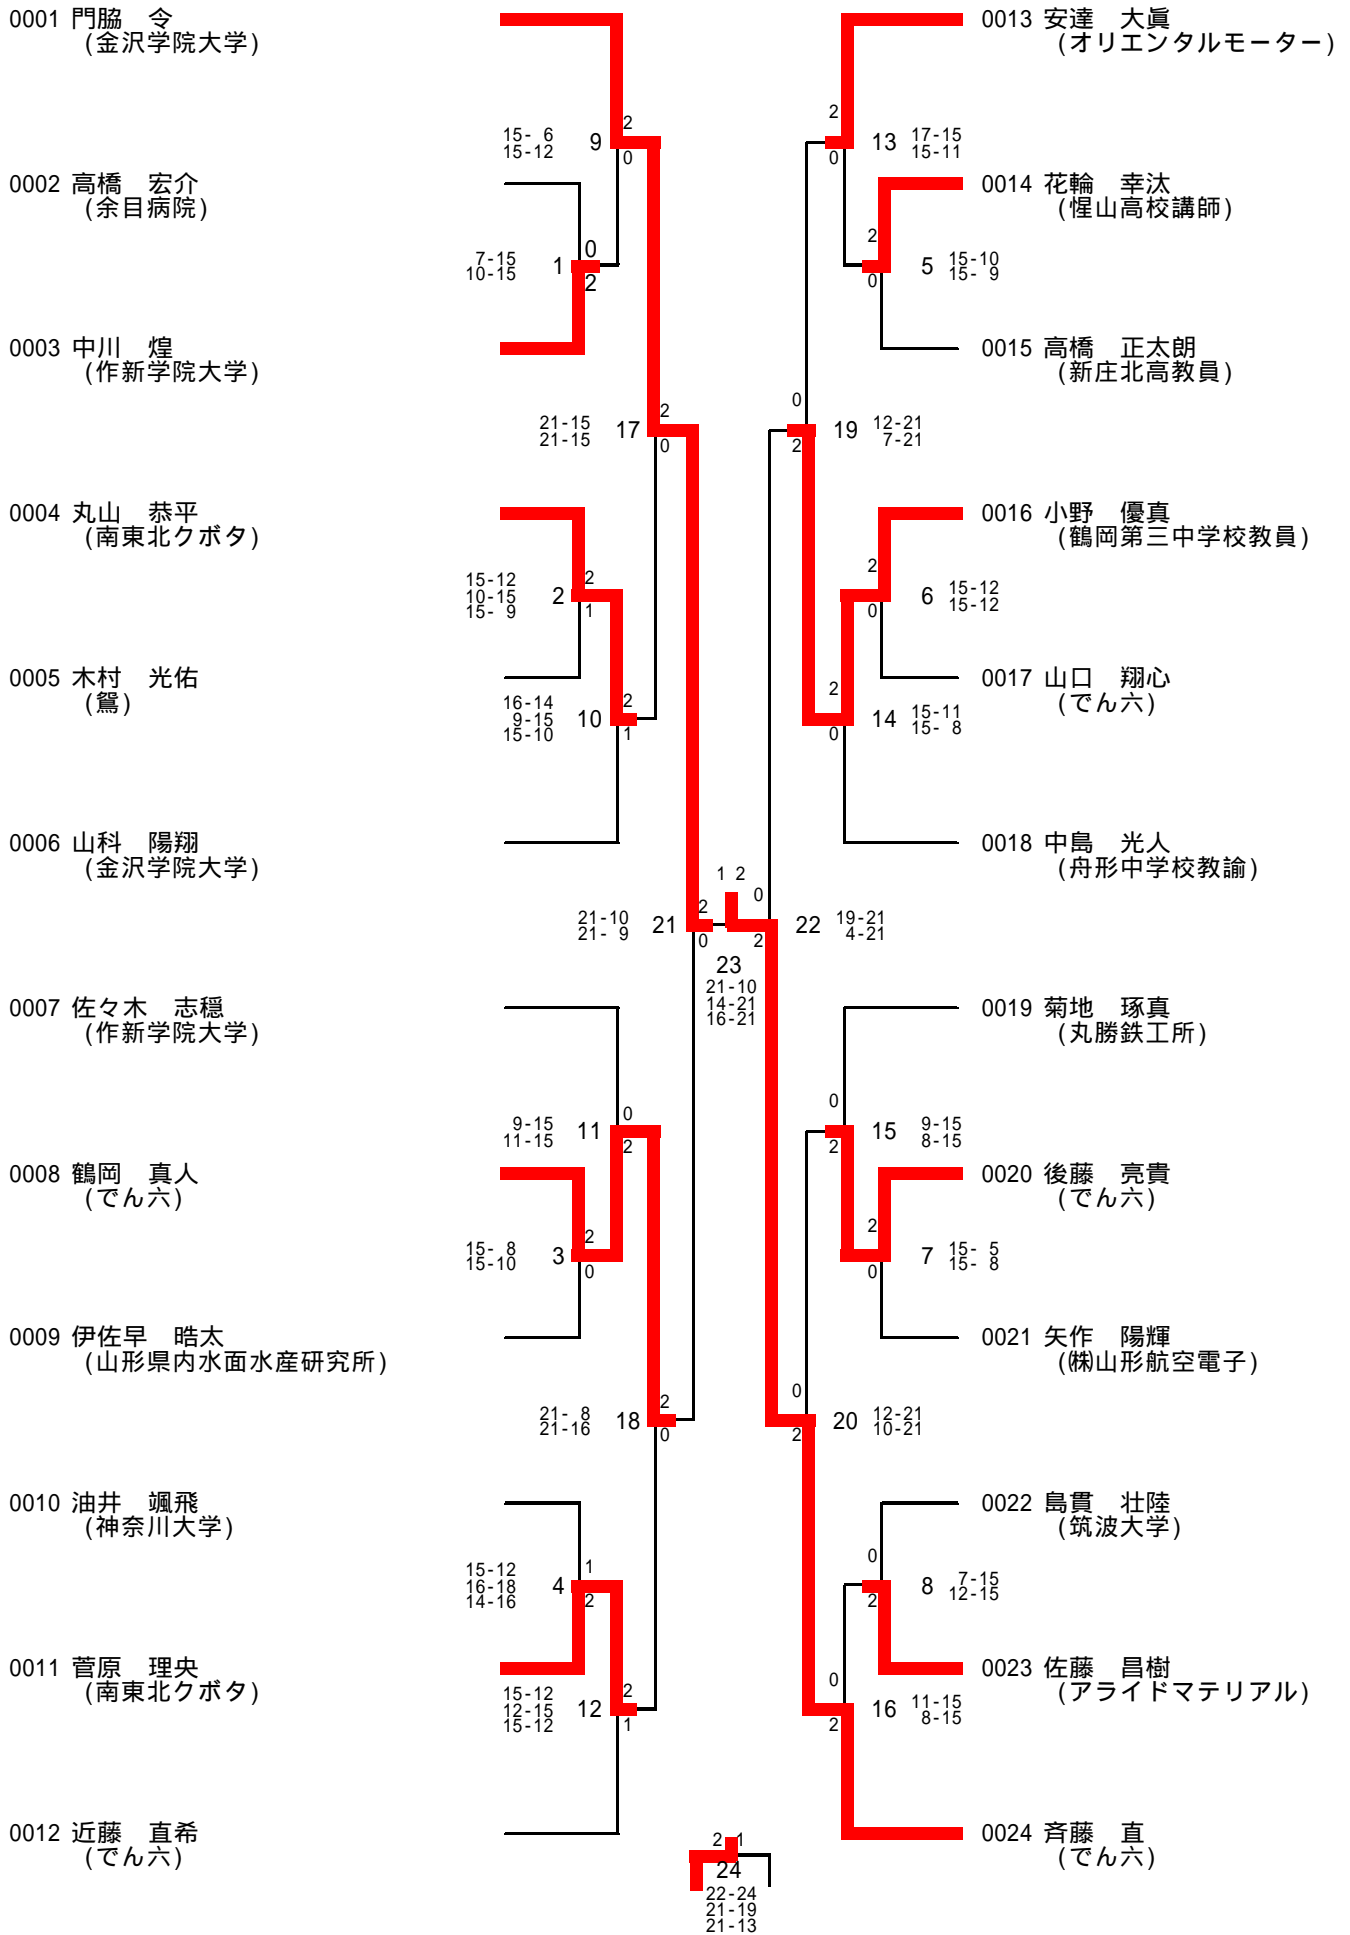 0001 門脇　令
(金沢学院大学)
15- 6
15-12
9
2
0
0002 高橋　宏介
(余目病院)
7-15
10-15
1
0
2
0003 中川　煌
(作新学院大学)
21-15
21-15
17
2
0
0004 丸山　恭平
(南東北クボタ)
15-12
10-15
15- 9
2
2
1
0005 木村　光佑
(鴛)
16-14
9-15
15-10
10
2
1
0006 山科　陽翔
(金沢学院大学)
21-10
21- 9
21
2
0
0007 佐々木　志穏
(作新学院大学)
9-15
11-15
11
0
2
0008 鶴岡　真人
(でん六)
15- 8
15-10
3
2
0
0009 伊佐早　晧太
(山形県内水面水産研究所)
21- 8
21-16
18
2
0
0010 油井　颯飛
(神奈川大学)
15-12
16-18
14-16
4
1
2
0011 菅原　理央
(南東北クボタ)
15-12
12-15
15-12
12
2
1
0012 近藤　直希
(でん六)
1 2
23
21-10
14-21
16-21
2 1
24
22-24
21-19
21-13
0013 安達　大眞
(オリエンタルモーター)
2
0
13
17-15
15-11
0014 花輪　幸汰
(惺山高校講師)
2
0
5
15-10
15- 9
0015 高橋　正太朗
(新庄北高教員)
0
2
19
12-21
7-21
0016 小野　優真
(鶴岡第三中学校教員)
2
0
6
15-12
15-12
0017 山口　翔心
(でん六)
2
0
14
15-11
15- 8
0018 中島　光人
(舟形中学校教諭)
0
2
22
19-21
4-21
0019 菊地　琢真
(丸勝鉄工所)
0
2
15
9-15
8-15
0020 後藤　亮貴
(でん六)
2
0
7
15- 5
15- 8
0021 矢作　陽輝
(㈱山形航空電子)
0
2
20
12-21
10-21
0022 島貫　壮陸
(筑波大学)
0
2
8
7-15
12-15
0023 佐藤　昌樹
(アライドマテリアル)
0
2
16
11-15
8-15
0024 斉藤　直
(でん六)